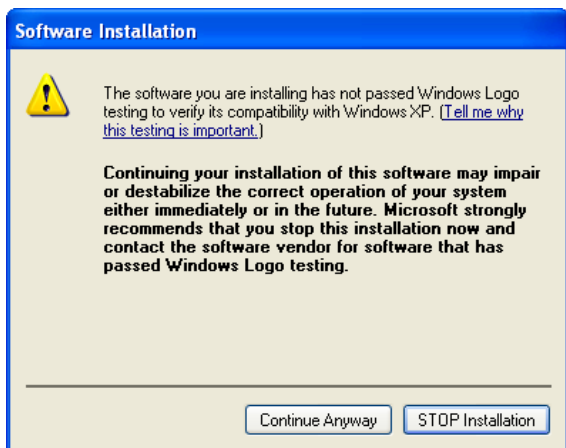 Software Installation
The software you are installing has not passed Windows Logo
testing to verify its compatibility with Windows XP. (Tell me why
this testing is important.)
Continuing your installation of this software may impair
or destabilize the correct operation of your system
either immediately or in the future. Microsoft strongly
recommends that you stop this installation now and
contact the software vendor for software that has
passed Windows Logo testing.
Continue Anyway
STOP Installation